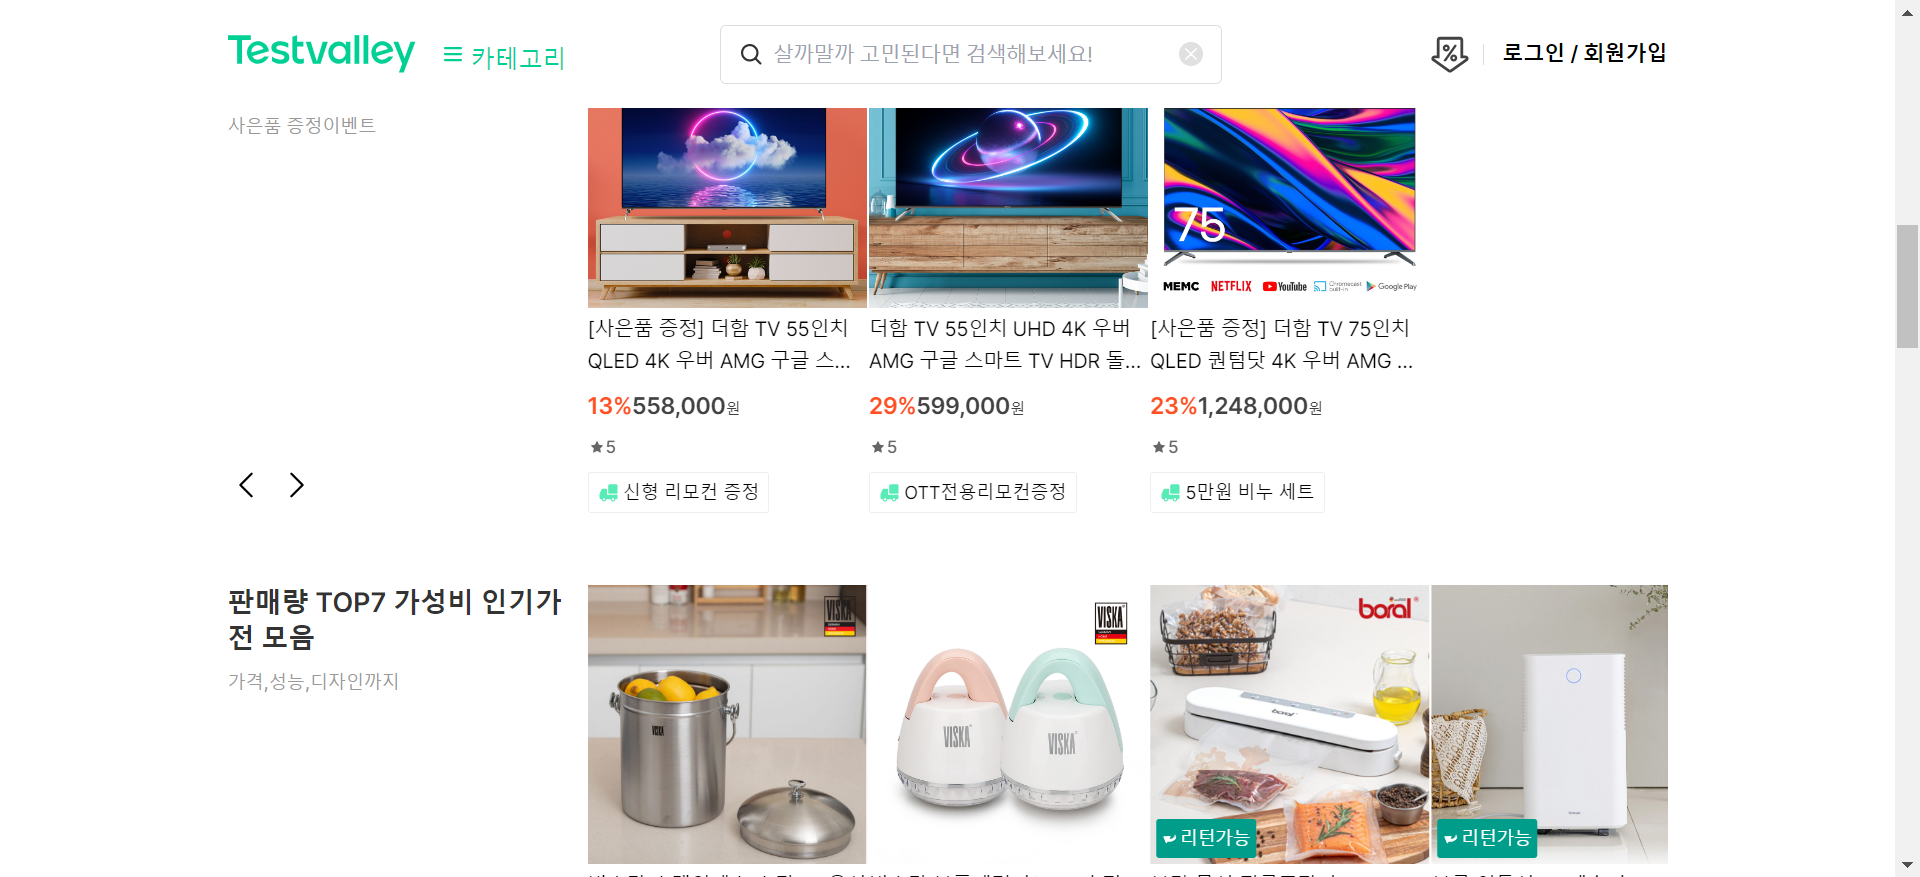 Testvalley
카테고리
살까말까 고민된다면 검색해보세요!
로그인 / 회원가입
사은품 증정이벤트
75
MEMC NETFLIX YouTube Chromecast built-in Google Play
[사은품 증정] 더함 TV 55인치
QLED 4K 우버 AMG 구글 스...
13%558,000원
★5
신형 리모컨 증정
더함 TV 55인치 UHD 4K 우버
AMG 구글 스마트 TV HDR 돌...
29%599,000원
★5
OTT전용리모컨증정
[사은품 증정] 더함 TV 75인치
QLED 퀀텀닷 4K 우버 AMG ...
23%1,248,000원
★5
5만원 비누 세트
판매량 TOP7 가성비 인기가
전 모음
가격,성능,디자인까지
VISKA
VISKA
VISKA
VISKA
VISKA
boral
boral
리턴가능
리턴가능